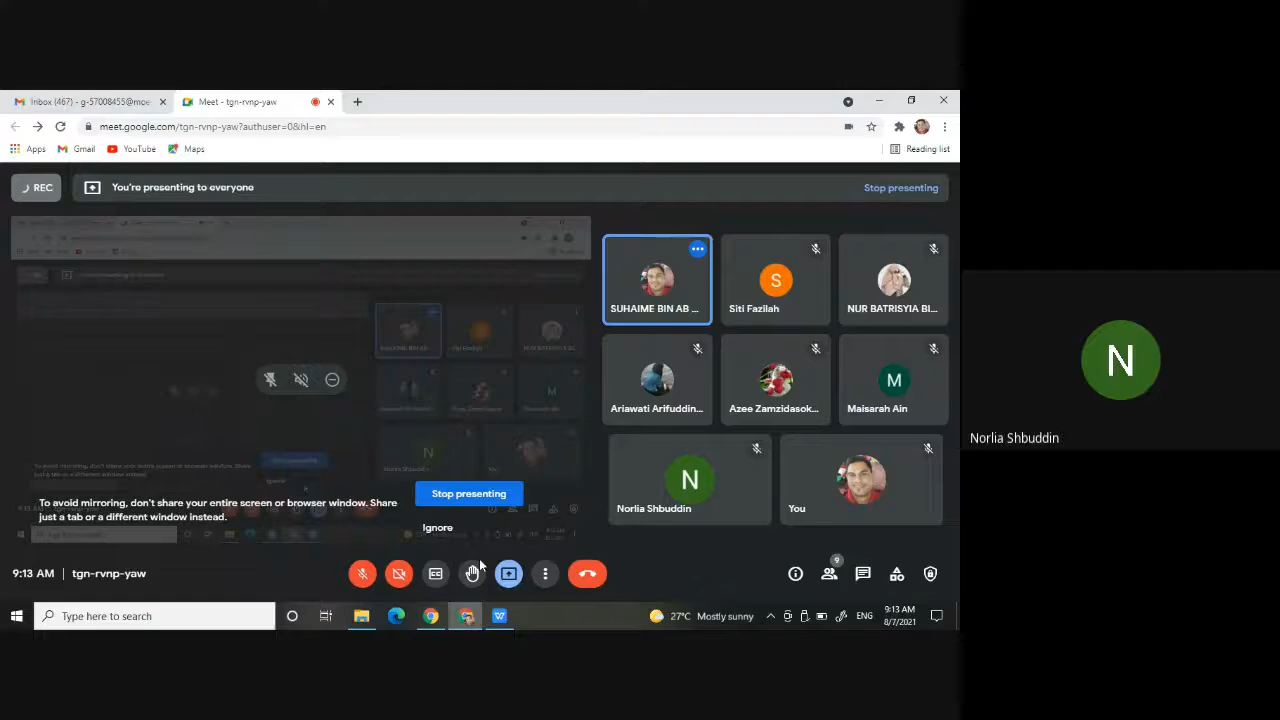 Inbox (467) - g-57008455@moe
Meet - tgn-rvnp-yaw
meet.google.com/tgn-rvnp-yaw?authuser=0&hl=en
Apps
Gmail
YouTube
Maps
Reading list
REC
You're presenting to everyone
Stop presenting
SUHAIME BIN AB ...
S
Siti Fazilah
NUR BATRISYIA BI...
Ariawati Arifuddin...
Azee Zamzidasok...
M
Maisarah Ain
N
Norlia Shbuddin
You
To avoid mirroring, don't share your entire screen or browser window. Share
just a tab or a different window instead.
Stop presenting
Ignore
9:13 AM | tgn-rvnp-yaw
9
Type here to search
27°C Mostly sunny
ENG
9:13 AM
8/7/2021
N
Norlia Shbuddin